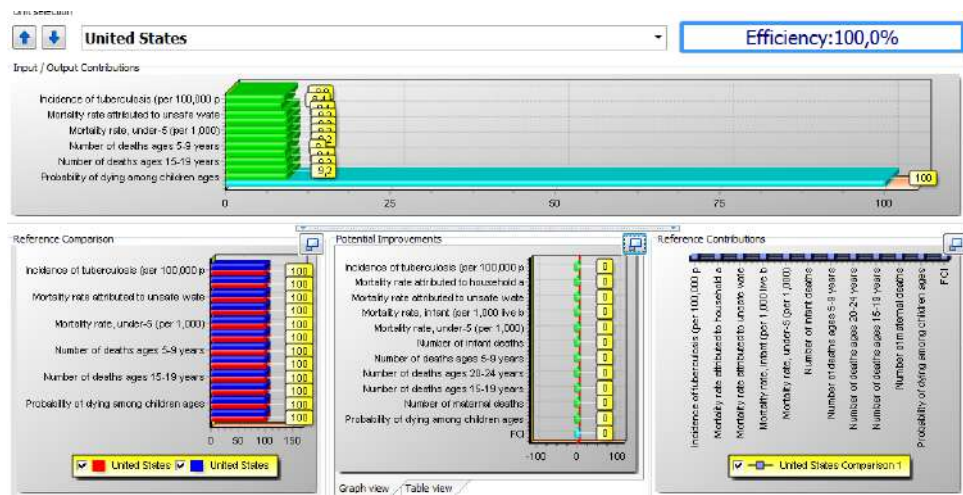 Unit selection
United States
Efficiency:100,0%
Input / Output Contributions
Incidence of tuberculosis (per 100,000 p
Mortality rate attributed to unsafe wate
Mortality rate, under-5 (per 1,000)
Number of deaths ages 5-9 years
Number of deaths ages 15-19 years
Probability of dying among children ages
9,2
100
0 25 50 75 100
Reference Comparison
Incidence of tuberculosis (per 100,000 p
Mortality rate attributed to unsafe wate
Mortality rate, under-5 (per 1,000)
Number of deaths ages 5-9 years
Number of deaths ages 15-19 years
Probability of dying among children ages
100
100
100
100
100
100
100
100
100
100
100
100
0 50 100 150
United States United States
Potential Improvements
Incidence of tuberculosis (per 100,000 p
Mortality rate attributed to household a
Mortality rate attributed to unsafe wate
Mortality rate, infant (per 1,000 live b
Mortality rate, under-5 (per 1,000)
Number of infant deaths
Number of deaths ages 5-9 years
Number of deaths ages 20-24 years
Number of deaths ages 15-19 years
Number of maternal deaths
Probability of dying among children ages
FCI
0
0
0
0
0
0
0
0
0
0
0
0
-100 0 100
Graph view Table view
Reference Contributions
Incidence of tuberculosis (per 100,000 p
Mortality rate attributed to household a
Mortality rate attributed to unsafe wate
Mortality rate, infant (per 1,000 live b
Mortality rate, under-5 (per 1,000)
Number of infant deaths
Number of deaths ages 5-9 years
Number of deaths ages 20-24 years
Number of deaths ages 15-19 years
Number of maternal deaths
Probability of dying among children ages
FCI
United States Comparison 1